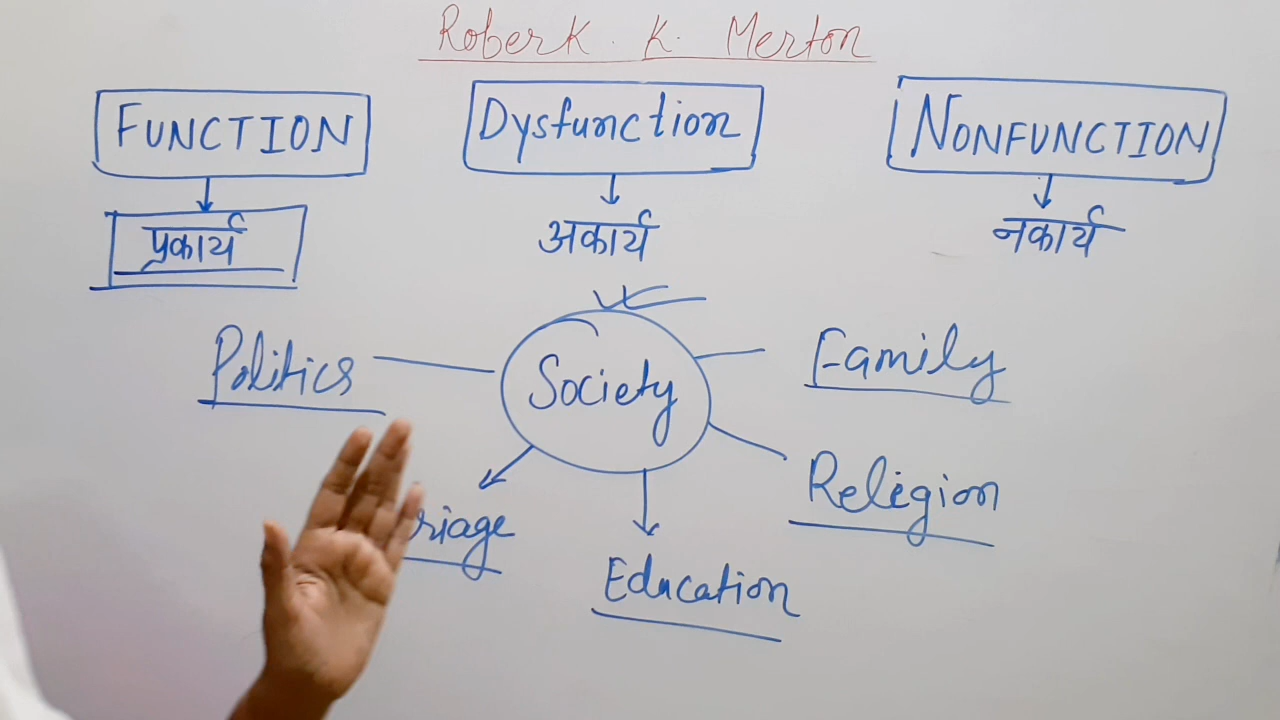 Roberk. K. Merton
FUNCTION
Dysfunction
NONFUNCTION
प्रकार्य
अकार्य
नकार्य
Politics
Society
Family
Religion
riage
Education